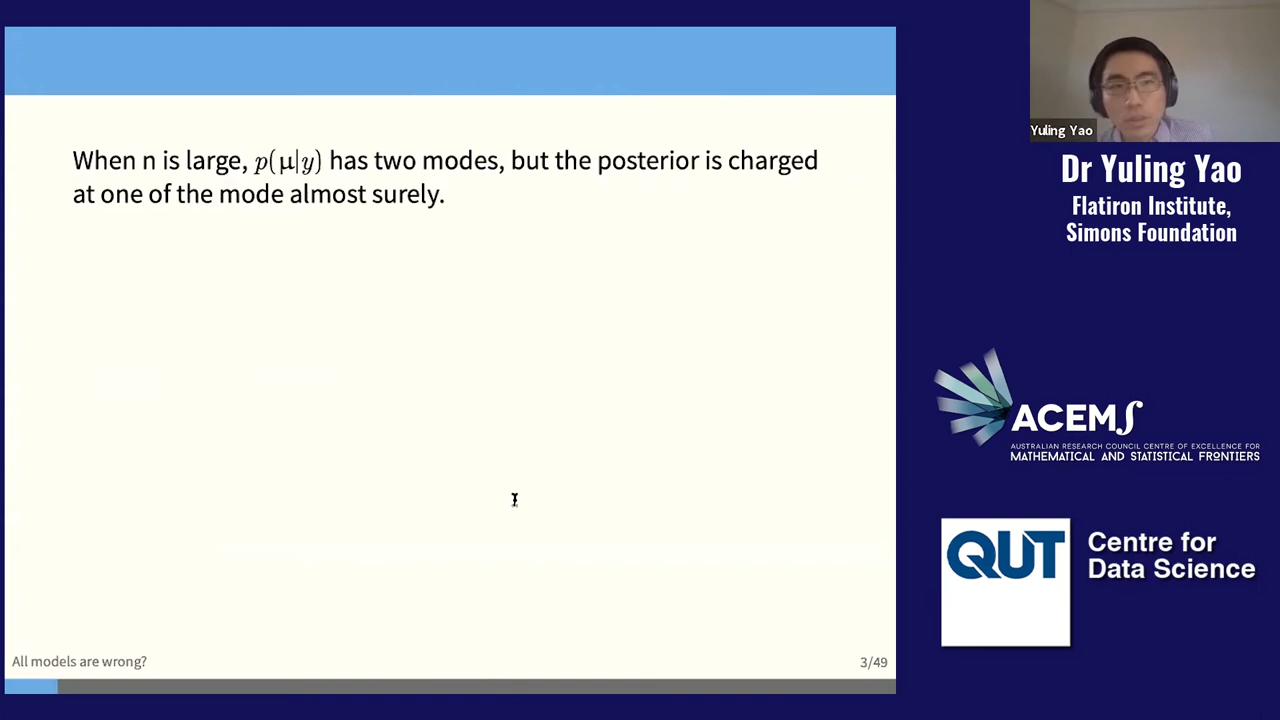 When n is large, p(μ|y) has two modes, but the posterior is charged
at one of the mode almost surely.
All models are wrong?
3/49
Yuling Yao
Dr Yuling Yao
Flatiron Institute,
Simons Foundation
ACEMS
AUSTRALIAN RESEARCH COUNCIL CENTRE OF EXCELLENCE FOR
MATHEMATICAL AND STATISTICAL FRONTIERS
QUT
Centre for
Data Science